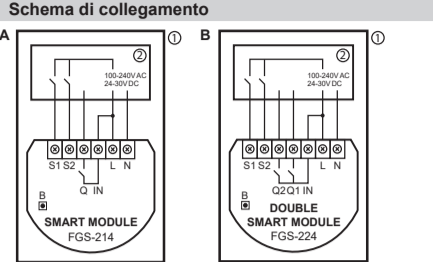 Schema di collegamento
A
1
2
100-240V AC
24-30V DC
S1 S2 L N
Q IN
B
SMART MODULE
FGS-214
B
1
2
100-240V AC
24-30V DC
S1 S2 L N
Q2 Q1 IN
B
DOUBLE
SMART MODULE
FGS-224